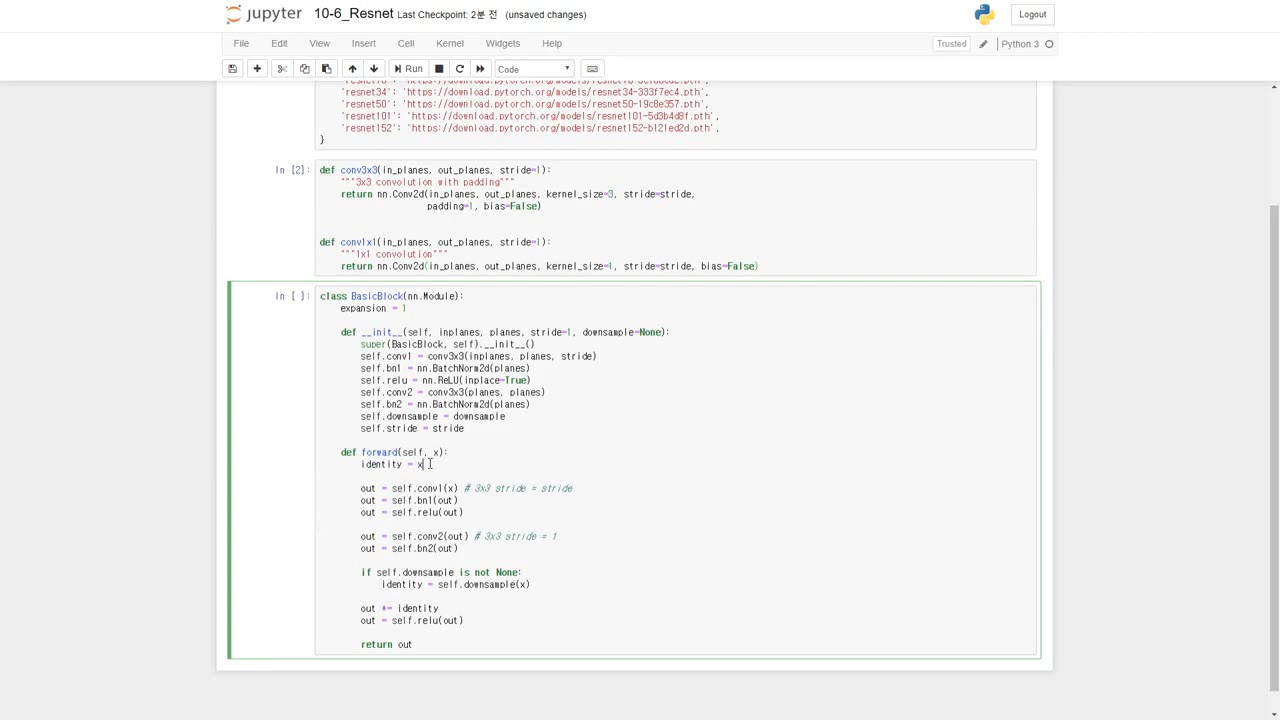 jupyter 10-6_Resnet Last Checkpoint: 2분 전 (unsaved changes) Logout
File Edit View Insert Cell Kernel Widgets Help Trusted Python 3
Run Code
'resnet34': 'https://download.pytorch.org/models/resnet34-333f7ec4.pth',
'resnet50': 'https://download.pytorch.org/models/resnet50-19c8e357.pth',
'resnet101': 'https://download.pytorch.org/models/resnet101-5d3b4d8f.pth',
'resnet152': 'https://download.pytorch.org/models/resnet152-b121ed2d.pth',
}
In [2]: def conv3x3(in_planes, out_planes, stride=1):
"""3x3 convolution with padding"""
return nn.Conv2d(in_planes, out_planes, kernel_size=3, stride=stride,
padding=1, bias=False)
def conv1x1(in_planes, out_planes, stride=1):
"""1x1 convolution"""
return nn.Conv2d(in_planes, out_planes, kernel_size=1, stride=stride, bias=False)
In [ ]: class BasicBlock(nn.Module):
expansion = 1
def __init__(self, inplanes, planes, stride=1, downsample=None):
super(BasicBlock, self).__init__()
self.conv1 = conv3x3(inplanes, planes, stride)
self.bn1 = nn.BatchNorm2d(planes)
self.relu = nn.ReLU(inplace=True)
self.conv2 = conv3x3(planes, planes)
self.bn2 = nn.BatchNorm2d(planes)
self.downsample = downsample
self.stride = stride
def forward(self, x):
identity = x
out = self.conv1(x) # 3x3 stride = stride
out = self.bn1(out)
out = self.relu(out)
out = self.conv2(out) # 3x3 stride = 1
out = self.bn2(out)
if self.downsample is not None:
identity = self.downsample(x)
out += identity
out = self.relu(out)
return out